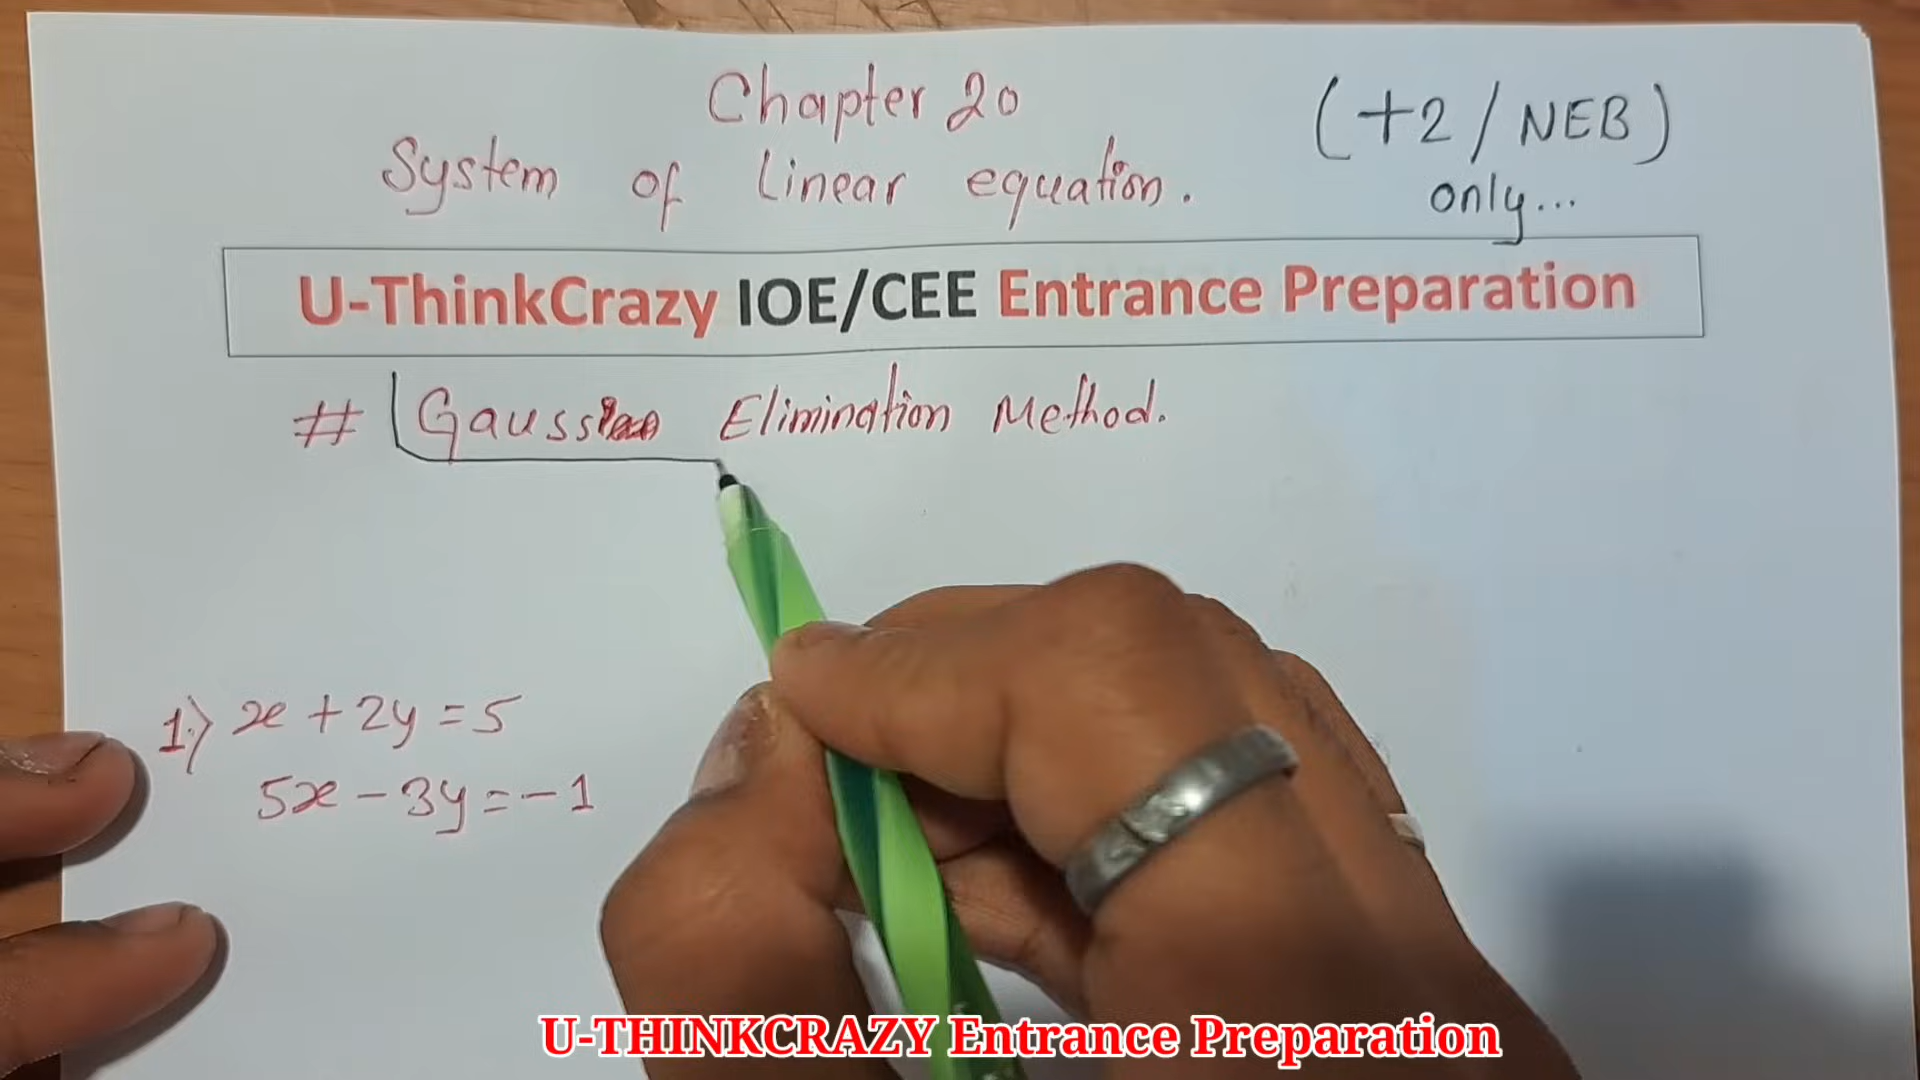 Chapter 20
(+2/NEB)
System of Linear equation.
only...
U-ThinkCrazy IOE/CEE Entrance Preparation
# Gaussian Elimination Method.
1) x + 2y = 5
5x - 3y = -1
U-THINKCRAZY Entrance Preparation